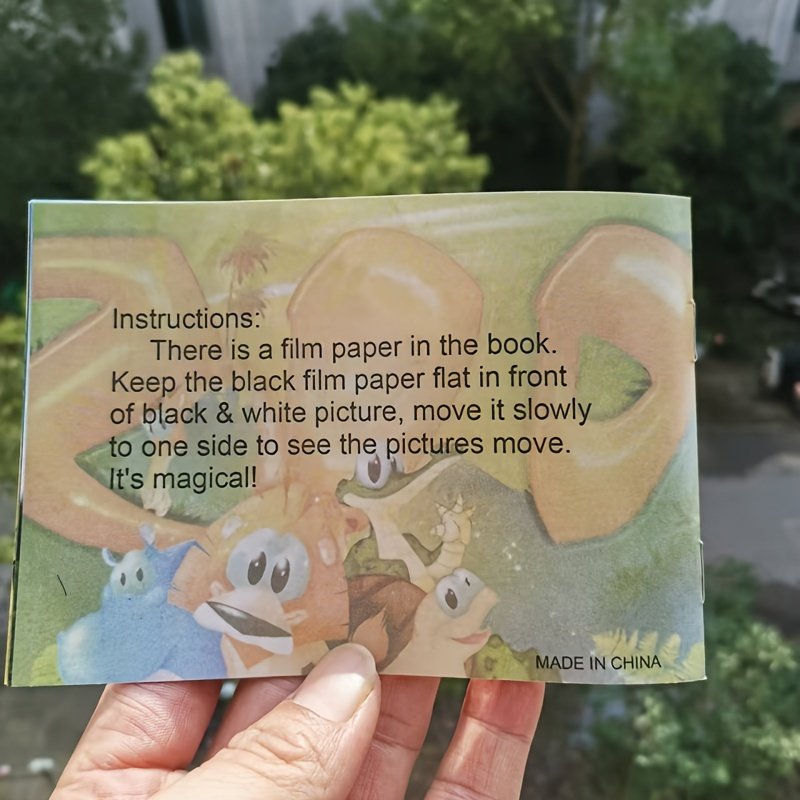 Instructions:
There is a film paper in the book.
Keep the black film paper flat in front
of black & white picture, move it slowly
to one side to see the pictures move.
It's magical!
MADE IN CHINA